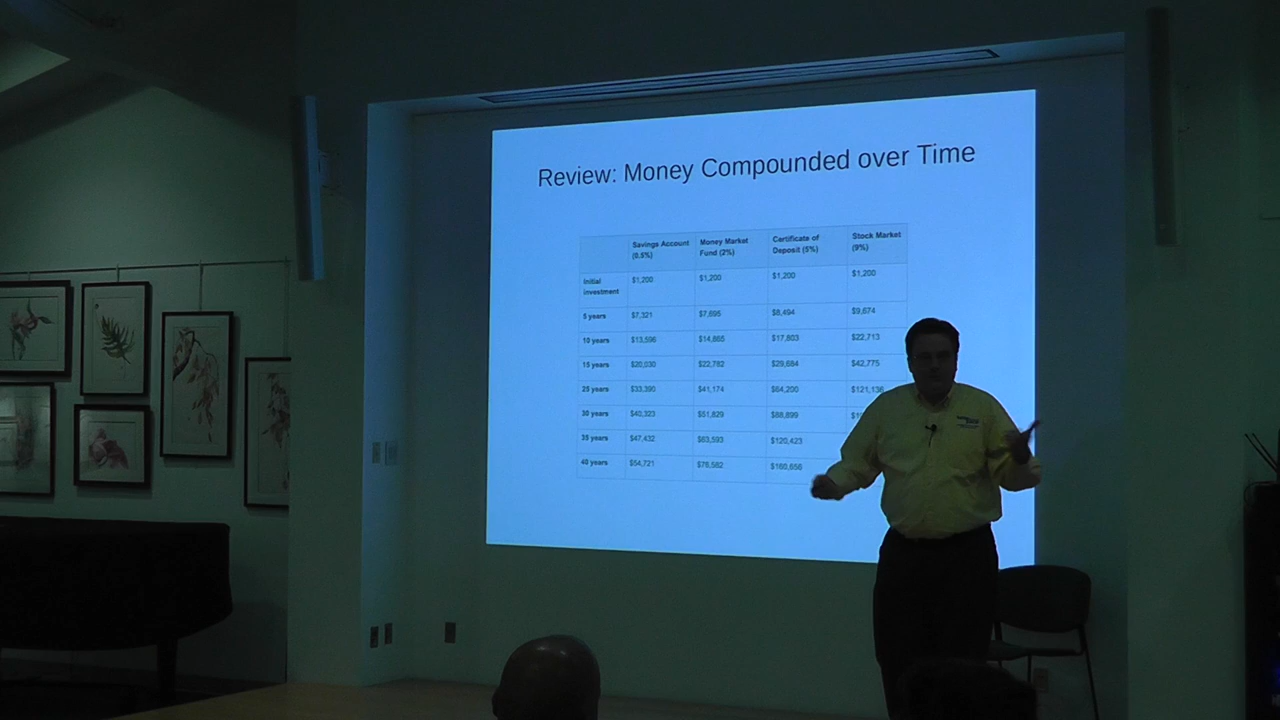 Review: Money Compounded over Time
Savings Account Money Market Certificate of Stock Market
(0.5%) Fund (2%) Deposit (5%) (9%)
Initial $1,200 $1,200 $1,200 $1,200
investment
5 years $7,321 $7,695 $8,494 $9,674
10 years $13,596 $14,865 $17,803 $22,713
15 years $20,030 $22,782 $29,684 $42,775
25 years $33,390 $41,174 $64,200 $121,136
30 years $40,323 $51,829 $88,899
35 years $47,432 $63,593 $120,423
40 years $54,721 $76,582 $160,656